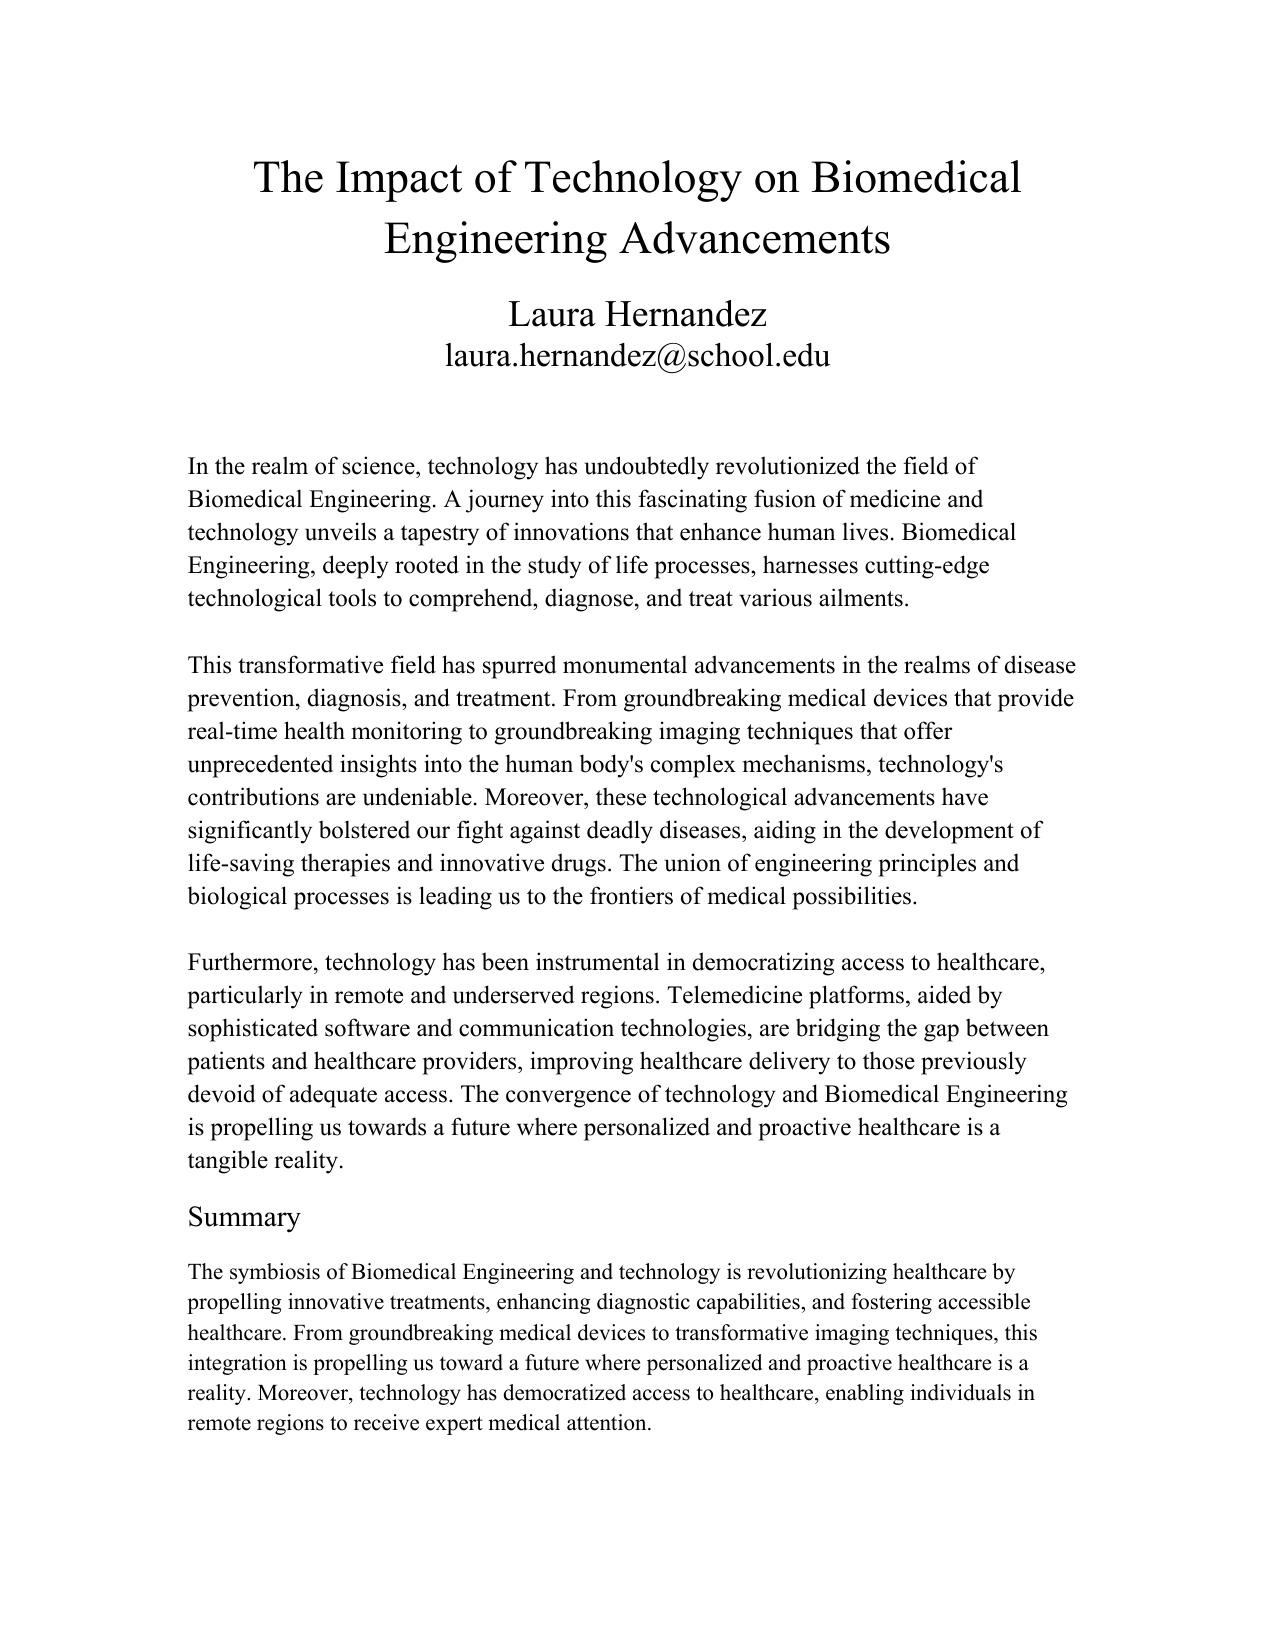 The Impact of Technology on Biomedical
Engineering Advancements
Laura Hernandez
laura.hernandez@school.edu
In the realm of science, technology has undoubtedly revolutionized the field of
Biomedical Engineering. A journey into this fascinating fusion of medicine and
technology unveils a tapestry of innovations that enhance human lives. Biomedical
Engineering, deeply rooted in the study of life processes, harnesses cutting-edge
technological tools to comprehend, diagnose, and treat various ailments.
This transformative field has spurred monumental advancements in the realms of disease
prevention, diagnosis, and treatment. From groundbreaking medical devices that provide
real-time health monitoring to groundbreaking imaging techniques that offer
unprecedented insights into the human body's complex mechanisms, technology's
contributions are undeniable. Moreover, these technological advancements have
significantly bolstered our fight against deadly diseases, aiding in the development of
life-saving therapies and innovative drugs. The union of engineering principles and
biological processes is leading us to the frontiers of medical possibilities.
Furthermore, technology has been instrumental in democratizing access to healthcare,
particularly in remote and underserved regions. Telemedicine platforms, aided by
sophisticated software and communication technologies, are bridging the gap between
patients and healthcare providers, improving healthcare delivery to those previously
devoid of adequate access. The convergence of technology and Biomedical Engineering
is propelling us towards a future where personalized and proactive healthcare is a
tangible reality.
Summary
The symbiosis of Biomedical Engineering and technology is revolutionizing healthcare by
propelling innovative treatments, enhancing diagnostic capabilities, and fostering accessible
healthcare. From groundbreaking medical devices to transformative imaging techniques, this
integration is propelling us toward a future where personalized and proactive healthcare is a
reality. Moreover, technology has democratized access to healthcare, enabling individuals in
remote regions to receive expert medical attention.